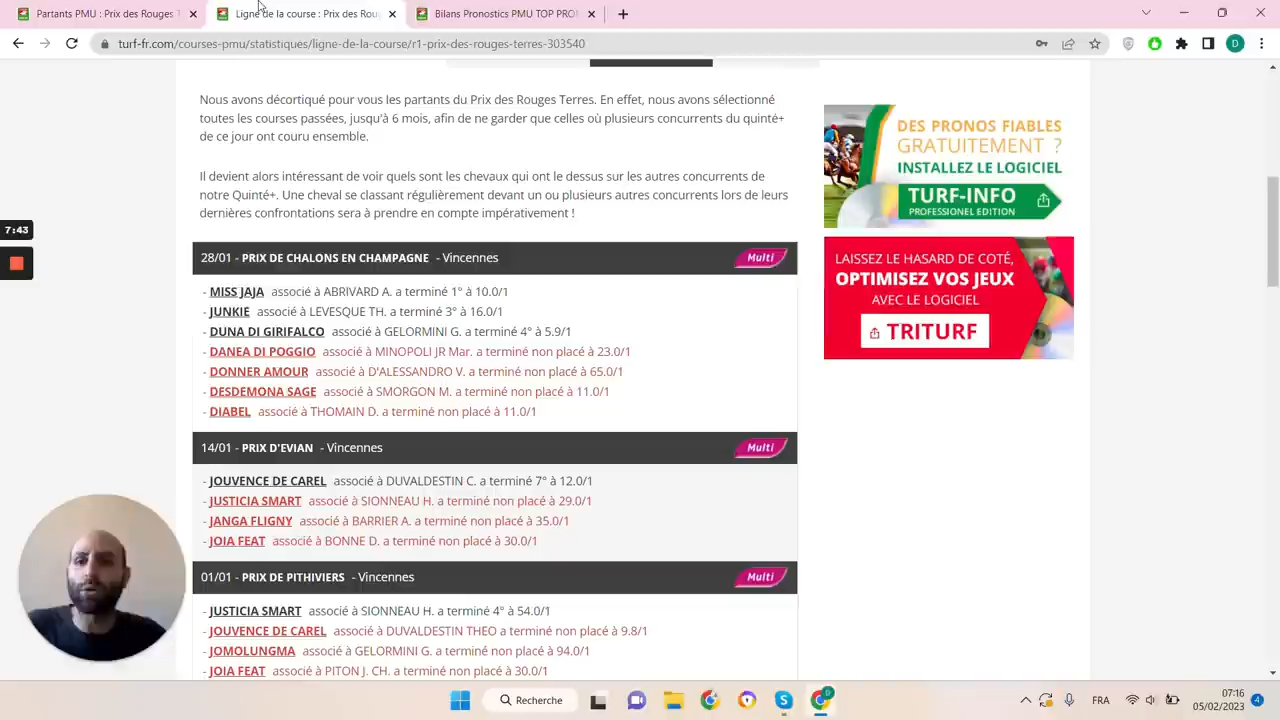 Partants PMU : Prix des Rouges
Ligne de la course : Prix des Roug
Bilans Pronostics PMU TOP PRON
turf-fr.com/courses-pmu/statistiques/ligne-de-la-course/r1-prix-des-rouges-terres-303540
D
Nous avons décortiqué pour vous les partants du Prix des Rouges Terres. En effet, nous avons sélectionné
toutes les courses passées, jusqu'à 6 mois, afin de ne garder que celles où plusieurs concurrents du quinté+
de ce jour ont couru ensemble.
Il devient alors intéressant de voir quels sont les chevaux qui ont le dessus sur les autres concurrents de
notre Quinté+. Une cheval se classant régulièrement devant un ou plusieurs autres concurrents lors de leurs
dernières confrontations sera à prendre en compte impérativement !
DES PRONOS FIABLES
GRATUITEMENT ?
INSTALLEZ LE LOGICIEL
TURF-INFO
PROFESSIONEL EDITION
LAISSEZ LE HASARD DE COTÉ,
OPTIMISEZ VOS JEUX
AVEC LE LOGICIEL
TRITURF
7:43
28/01 - PRIX DE CHALONS EN CHAMPAGNE - Vincennes Multi
- MISS JAJA associé à ABRIVARD A. a terminé 1° à 10.0/1
- JUNKIE associé à LEVESQUE TH. a terminé 3° à 16.0/1
- DUNA DI GIRIFALCO associé à GELORMINI G. a terminé 4° à 5.9/1
- DANEA DI POGGIO associé à MINOPOLI JR Mar. a terminé non placé à 23.0/1
- DONNER AMOUR associé à D'ALESSANDRO V. a terminé non placé à 65.0/1
- DESDEMONA SAGE associé à SMORGON M. a terminé non placé à 11.0/1
- DIABEL associé à THOMAIN D. a terminé non placé à 11.0/1
14/01 - PRIX D'EVIAN - Vincennes Multi
- JOUVENCE DE CAREL associé à DUVALDESTIN C. a terminé 7° à 12.0/1
- JUSTICIA SMART associé à SIONNEAU H. a terminé non placé à 29.0/1
- JANGA FLIGNY associé à BARRIER A. a terminé non placé à 35.0/1
- JOIA FEAT associé à BONNE D. a terminé non placé à 30.0/1
01/01 - PRIX DE PITHIVIERS - Vincennes Multi
- JUSTICIA SMART associé à SIONNEAU H. a terminé 4° à 54.0/1
- JOUVENCE DE CAREL associé à DUVALDESTIN THEO a terminé non placé à 9.8/1
- JOMOLUNGMA associé à GELORMINI G. a terminé non placé à 94.0/1
- JOIA FEAT associé à PITON J. CH. a terminé non placé à 30.0/1
Recherche
FRA
07:16
05/02/2023
4